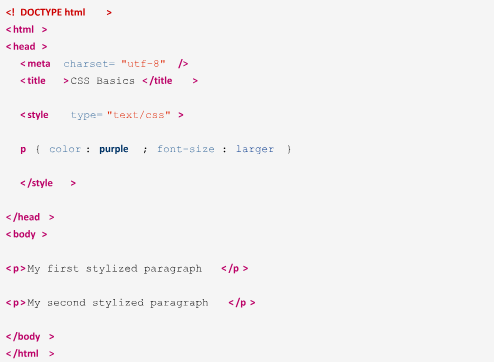 <! DOCTYPE html >
<html >
<head >
<meta charset= "utf-8" />
<title >CSS Basics </title >
<style type= "text/css" >
p { color : purple ; font-size : larger }
</style >
</head >
<body >
<p>My first stylized paragraph </p >
<p>My second stylized paragraph </p >
</body >
</html >